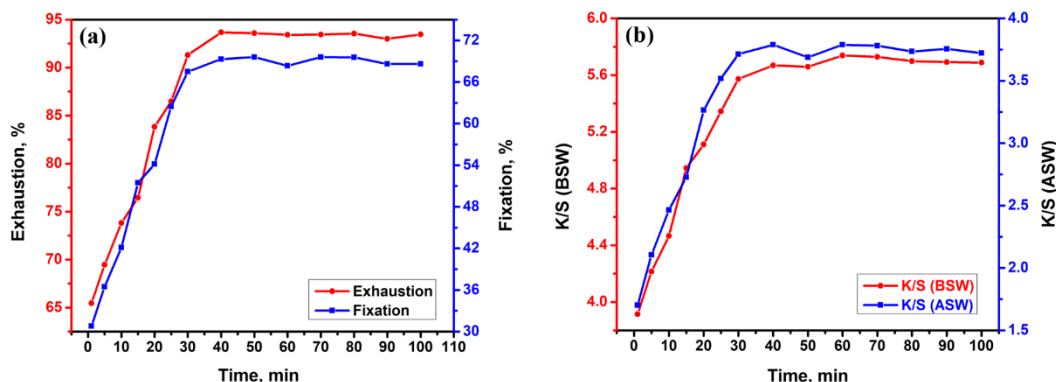 (a)
Exhaustion, %
95
90
85
80
75
70
65
Fixation, %
72
66
60
54
48
42
36
30
Exhaustion
Fixation
0 10 20 30 40 50 60 70 80 90 100 110
Time, min
(b)
K/S (BSW)
6.0
5.6
5.2
4.8
4.4
4.0
K/S (ASW)
4.0
3.5
3.0
2.5
2.0
1.5
K/S (BSW)
K/S (ASW)
0 10 20 30 40 50 60 70 80 90 100
Time, min